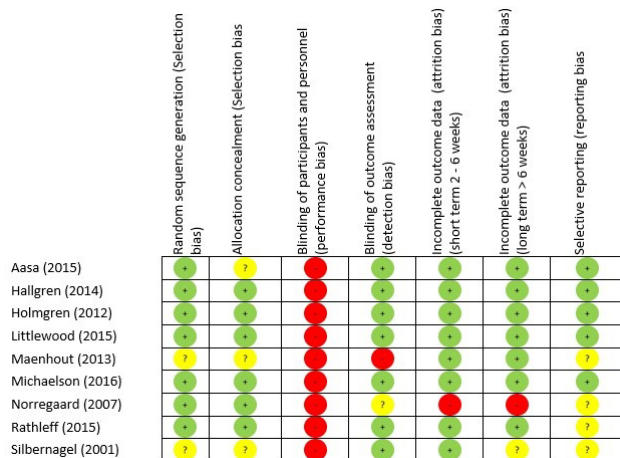 Random sequence generation (Selection
bias)
Allocation concealment (Selection bias
Blinding of participants and personnel
(performance bias)
Blinding of outcome assessment
(detection bias)
Incomplete outcome data  (attrition bias)
(short term 2 - 6 weeks)
Incomplete outcome data  (attrition bias)
(long term > 6 weeks)
Selective reporting (reporting bias
Aasa (2015) + ? - + + + +
Hallgren (2014) + + - + + + +
Holmgren (2012) + + - + + + +
Littlewood (2015) + + - + + + +
Maenhout (2013) ? ? - + + ?
Michaelson (2016) + + - + + + +
Norregaard (2007) + + - ? - - ?
Rathleff (2015) + + - + + + ?
Silbernagel (2001) ? ? - + + ? ?